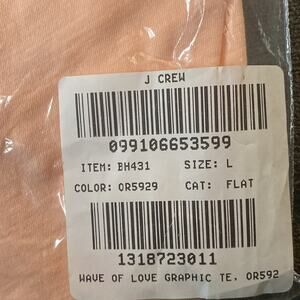 J CREW
099106653599
ITEM: BH431 SIZE: L
COLOR: OR5929 CAT: FLAT
1318723011
WAVE OF LOVE GRAPHIC TE. OR592